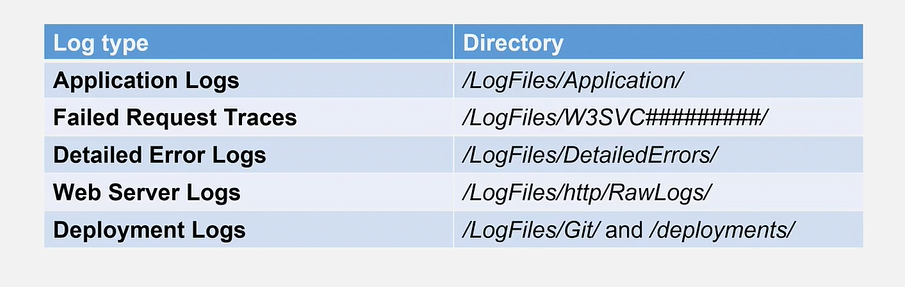 Log type Directory
Application Logs /LogFiles/Application/
Failed Request Traces /LogFiles/W3SVC#########/
Detailed Error Logs /LogFiles/DetailedErrors/
Web Server Logs /LogFiles/http/RawLogs/
Deployment Logs /LogFiles/Git/ and /deployments/